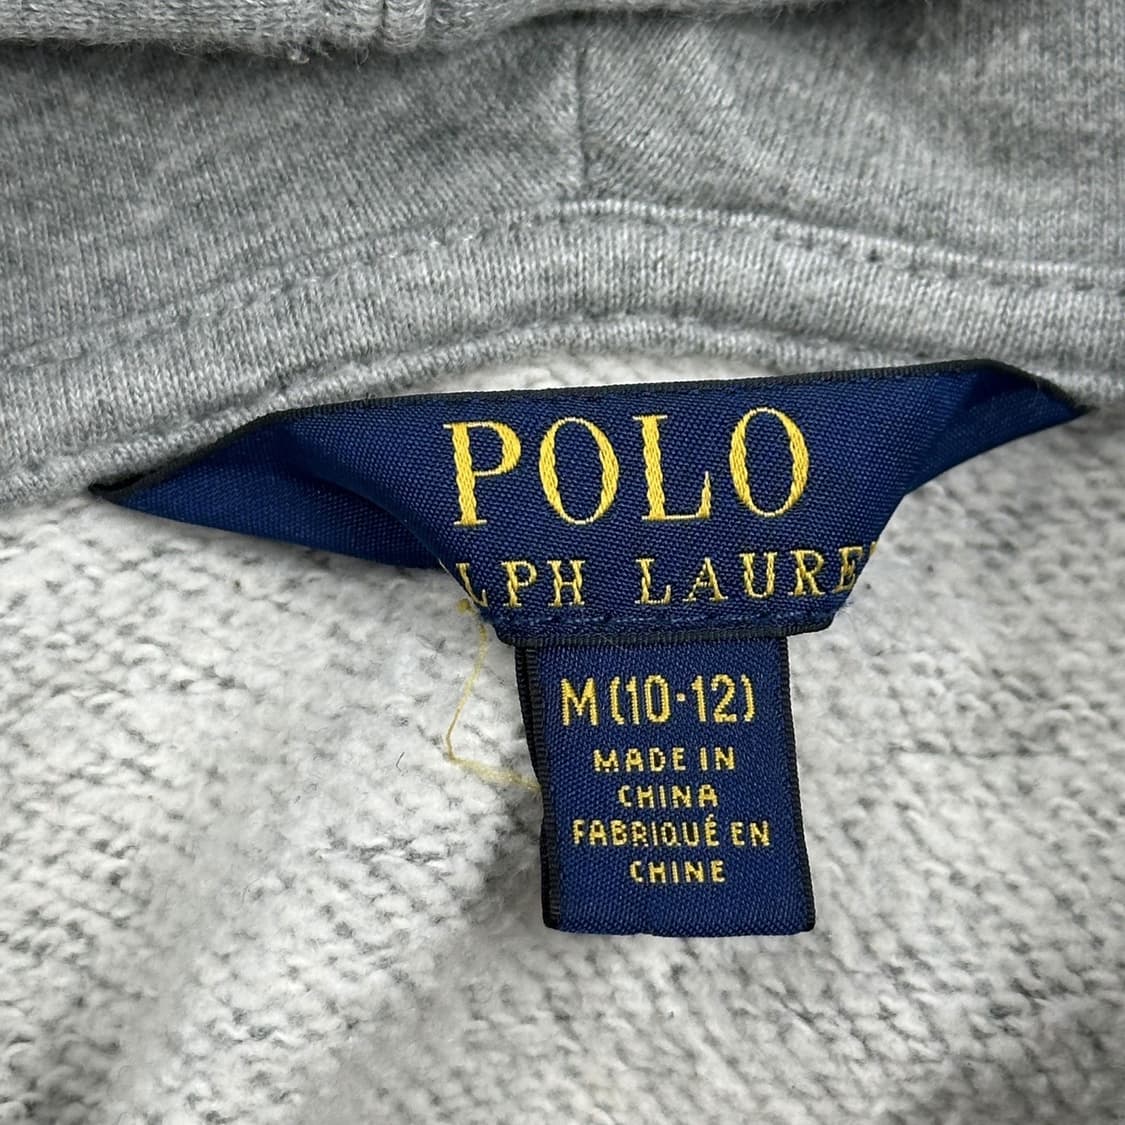 POLO
LPH LAURE
M(10·12)
MADE IN
CHINA
FABRIQUÉ EN
CHINE